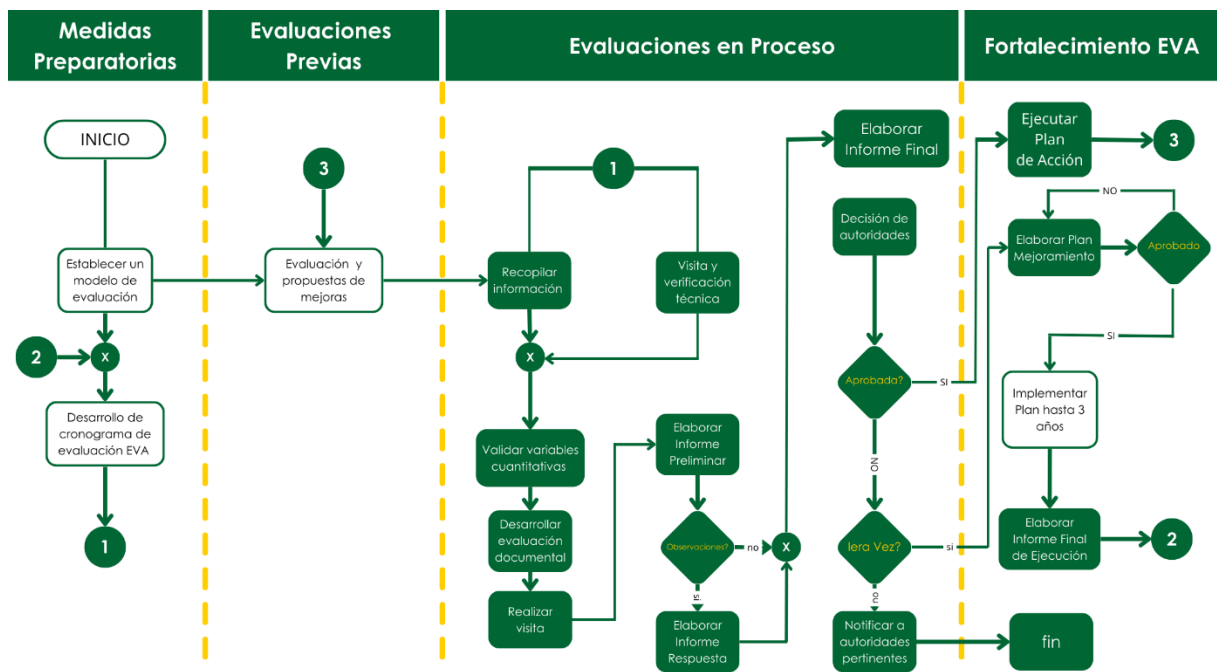 Medidas
Preparatorias
Evaluaciones
Previas
Evaluaciones en Proceso
Fortalecimiento EVA
INICIO
Establecer un
modelo de
evaluación
2
X
Desarrollo de
cronograma de
evaluación EVA
1
3
Evaluación y
propuestas de
mejoras
1
Recopilar
información
Visita y
verificación
técnica
X
Validar variables
cuantitativas
Desarrollar
evaluación
documental
Realizar
visita
Elaborar
Informe
Preliminar
Observaciones?
no
si
Elaborar
Informe
Respuesta
X
Elaborar
Informe Final
Decisión de
autoridades
Aprobada?
SI
NO
1era Vez?
si
no
Notificar a
autoridades
pertinentes
Ejecutar
Plan
de Acción
3
NO
Elaborar Plan
Mejoramiento
Aprobado
SI
Implementar
Plan hasta 3
años
Elaborar
Informe Final
de Ejecución
2
fin